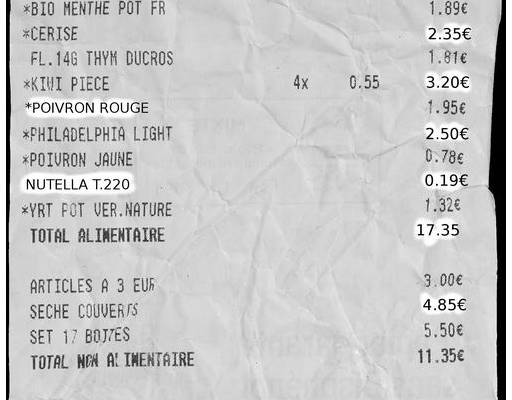 *BIO MENTHE POT FR 1.89€
*CERISE 2.35€
FL.14G THYM DUCROS 1.81€
*KIWI PIECE 4x 0.55 3.20€
*POIVRON ROUGE 1.95€
*PHILADELPHIA LIGHT 2.50€
*POIVRON JAUNE 0.78€
NUTELLA T.220 0.19€
*YRT POT VER.NATURE 1.32€
TOTAL ALIMENTAIRE 17.35
ARTICLES A 3 EUR 3.00€
SECHE COUVERTS 4.85€
SET 17 BOITES 5.50€
TOTAL NON ALIMENTAIRE 11.35€